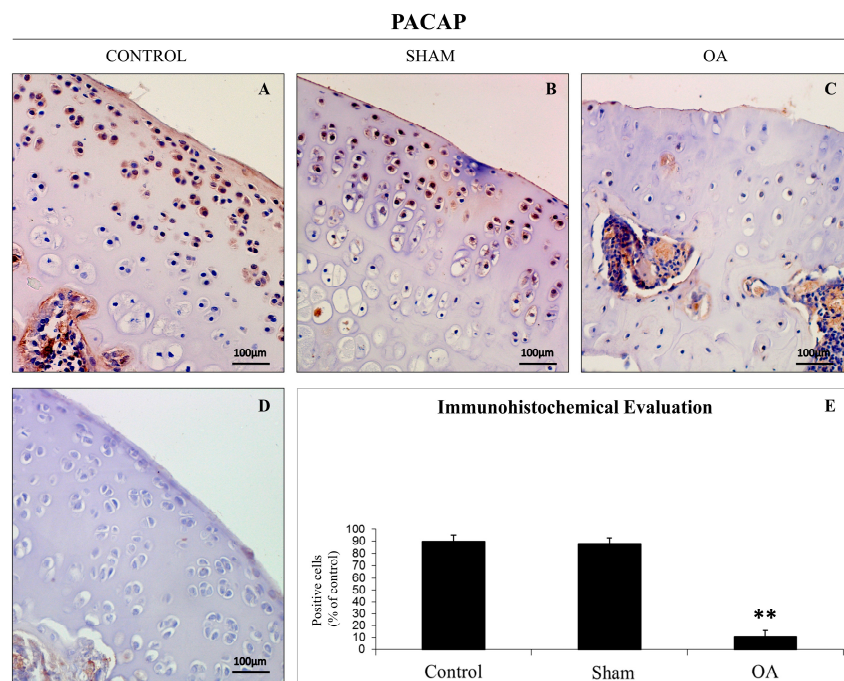 PACAP
CONTROL SHAM OA
A B C
100µm 100µm 100µm
D
100µm
Immunohistochemical Evaluation E
Positive cells
(% of control)
100
90
80
70
60
50
40
30
20
10
0
**
Control Sham OA